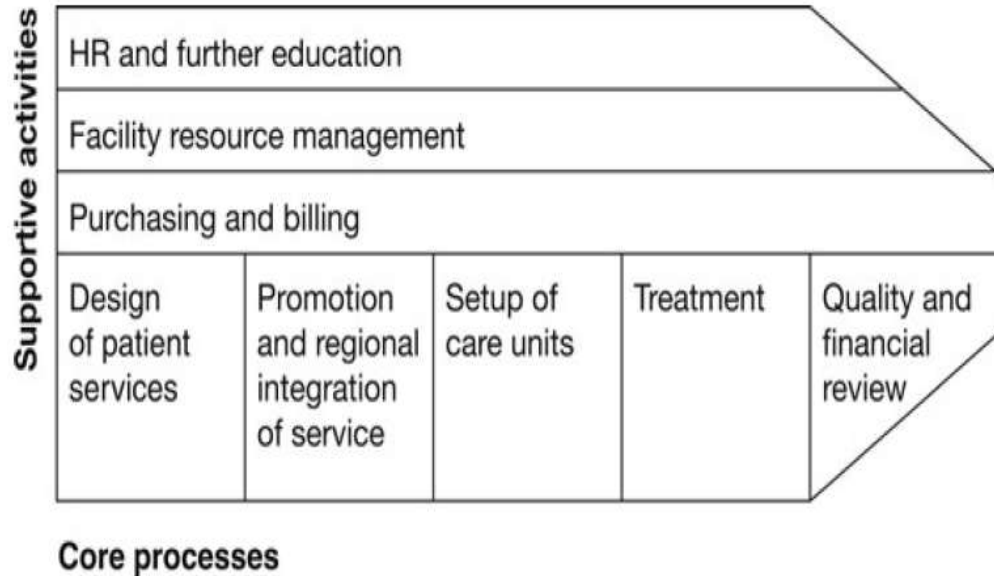 Supportive activities
HR and further education
Facility resource management
Purchasing and billing
Design
of patient
services
Promotion
and regional
integration
of service
Setup of
care units
Treatment
Quality and
financial
review
Core processes